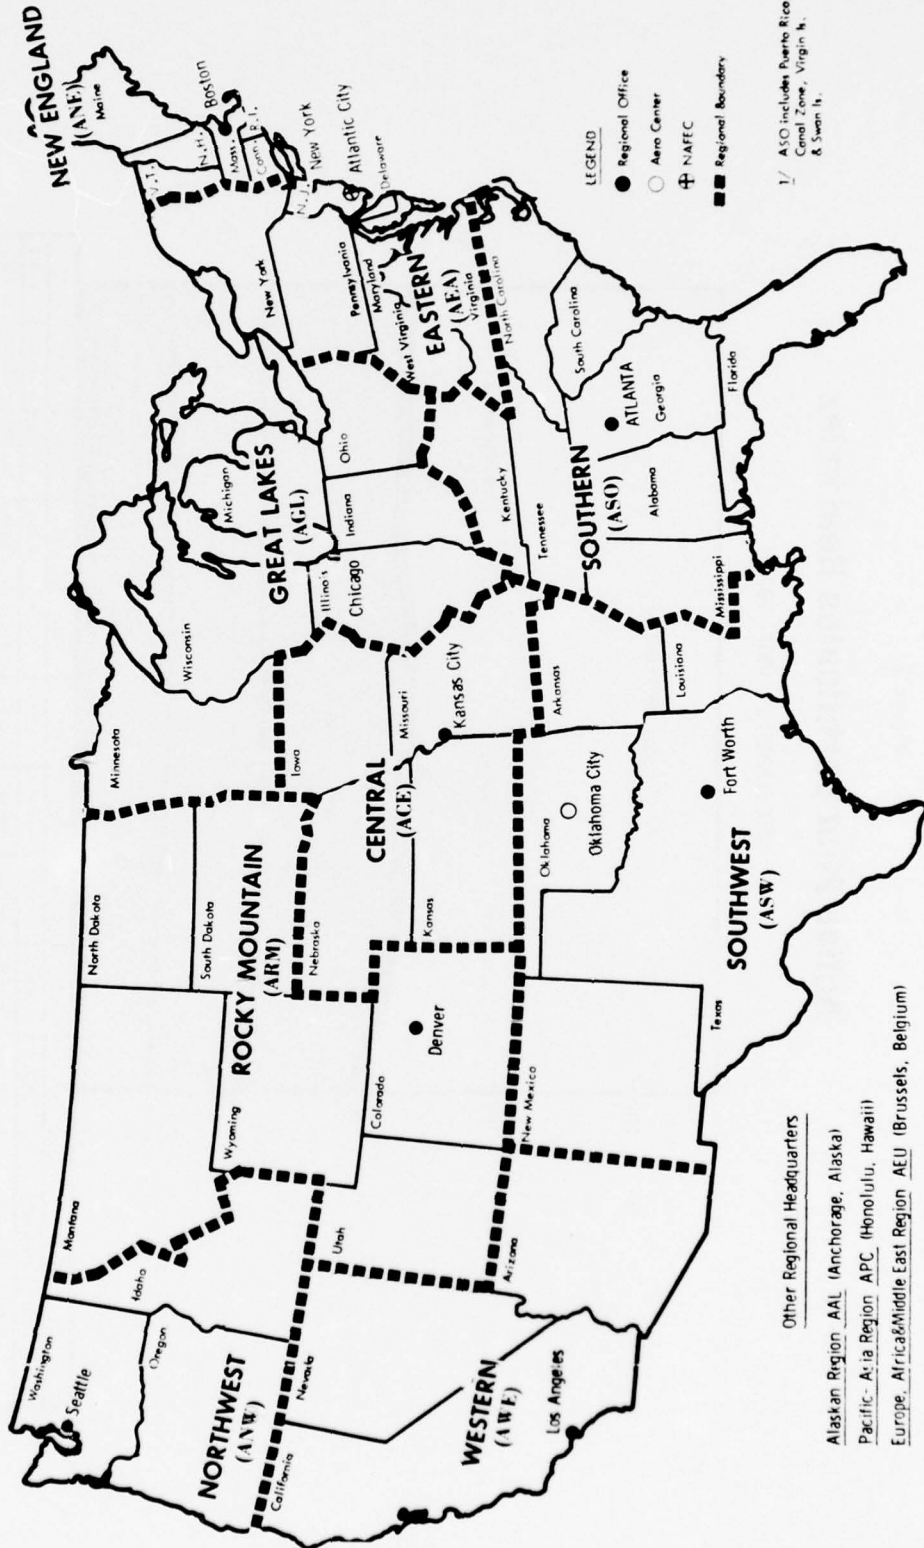 NEW ENGLAND
(ANE)
Maine
V.T.
N.H.
Boston
Mass.
Conn.
R.I.
New York
N.J.
New York
Atlantic City
Delaware
Pennsylvania
Maryland
West Virginia
EASTERN
(AEA)
Virginia
North Carolina
South Carolina
GREAT LAKES
(AGL)
Michigan
Ohio
Indiana
Illinois
Chicago
Wisconsin
Minnesota
Kentucky
Tennessee
SOUTHERN
(ASO)
ATLANTA
Georgia
Florida
Alabama
Mississippi
Iowa
Missouri
Kansas City
CENTRAL
(ACE)
Nebraska
Kansas
Arkansas
Louisiana
Oklahoma
Oklahoma City
Fort Worth
SOUTHWEST
(ASW)
Texas
New Mexico
North Dakota
South Dakota
ROCKY MOUNTAIN
(ARM)
Montana
Wyoming
Colorado
Denver
Utah
Washington
Seattle
Oregon
Idaho
NORTHWEST
(ANW)
California
Nevada
Arizona
WESTERN
(AWE)
Los Angeles
LEGEND
Regional Office
Aero Center
NAFEC
Regional Boundary
1/ ASO includes Puerto Rico
Canal Zone, Virgin Is.
& Swan Is.
Other Regional Headquarters
Alaskan Region AAL (Anchorage, Alaska)
Pacific-Asia Region APC (Honolulu, Hawaii)
Europe, Africa&Middle East Region AEU (Brussels, Belgium)